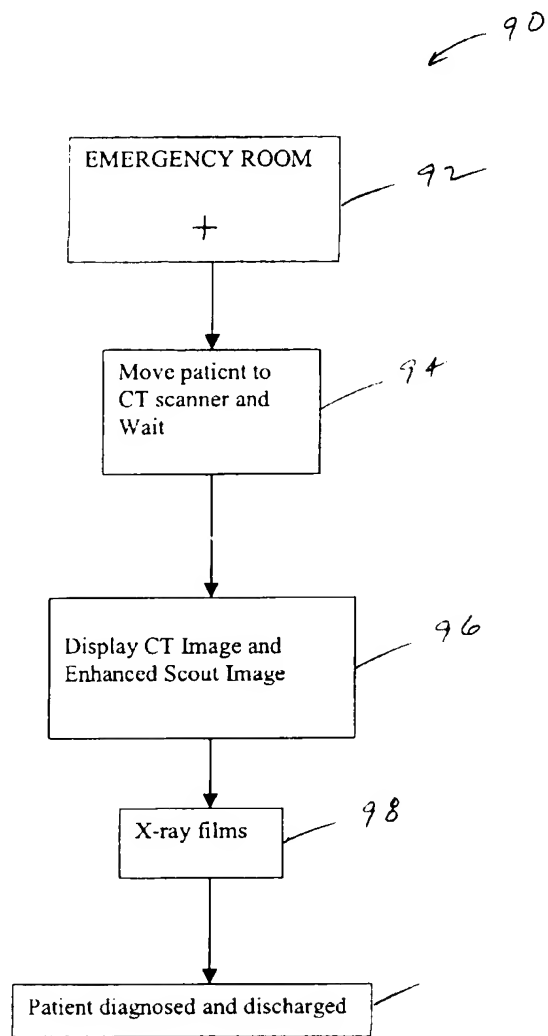 90
EMERGENCY ROOM
+
92
Move patient to
CT scanner and
Wait
94
Display CT Image and
Enhanced Scout Image
96
X-ray films
98
Patient diagnosed and discharged